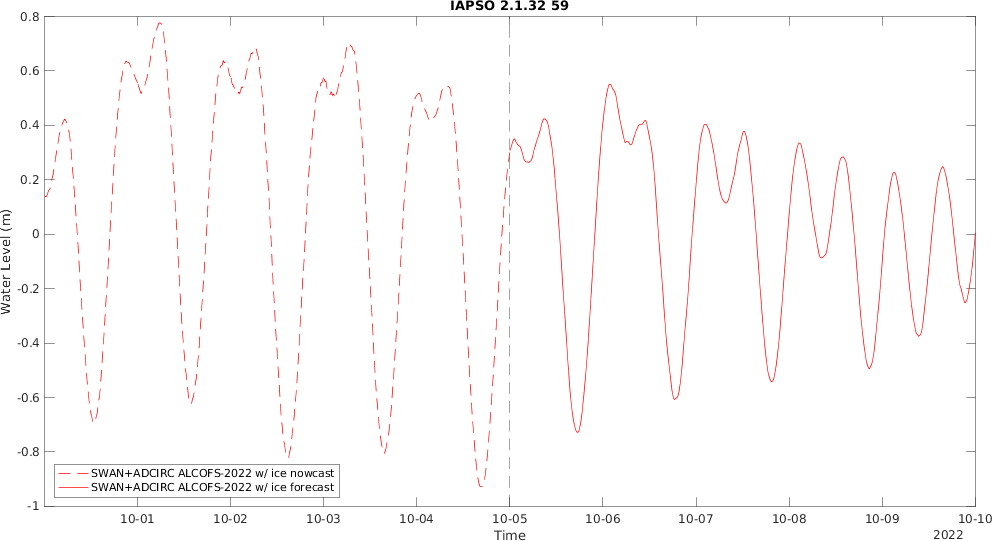 IAPSO 2.1.32 59
0.8
0.6
0.4
0.2
0
-0.2
-0.4
-0.6
-0.8
-1
Water Level (m)
SWAN+ADCIRC ALCOFS-2022 w/ ice nowcast
SWAN+ADCIRC ALCOFS-2022 w/ ice forecast
10-01 10-02 10-03 10-04 10-05 10-06 10-07 10-08 10-09 10-10
Time
2022